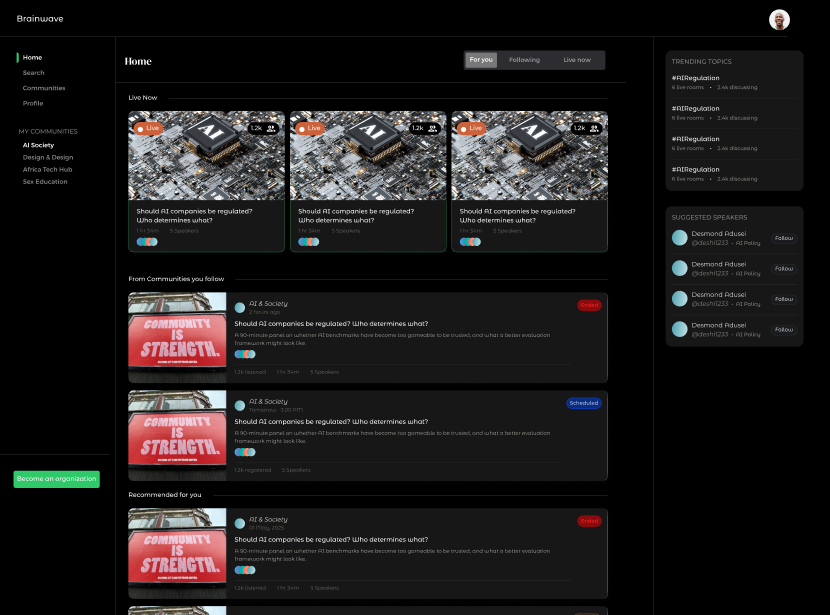 Brainwave
Home
Search
Communities
Profile
MY COMMUNITIES
AI Society
Design & Design
Africa Tech Hub
Sex Education
Become an organization
Home
For you
Following
Live now
Live Now
Live
1.2k
AI
Should AI companies be regulated?
Who determines what?
1 hr 34m 5 Speakers
Live
1.2k
AI
Should AI companies be regulated?
Who determines what?
1 hr 34m 5 Speakers
Live
1.2k
AI
Should AI companies be regulated?
Who determines what?
1 hr 34m 5 Speakers
From Communities you follow
COMMUNITY
IS
STRENGTH.
AI & Society
2 hours ago
Ended
Should AI companies be regulated? Who determines what?
A 90-minute panel on whether AI benchmarks have become too gameable to be trusted, and what a better evaluation
framework might look like.
1.2k listened 1 hr 34m 5 Speakers
COMMUNITY
IS
STRENGTH.
AI & Society
Tomorrow · 3:00 PM
Scheduled
Should AI companies be regulated? Who determines what?
A 90-minute panel on whether AI benchmarks have become too gameable to be trusted, and what a better evaluation
framework might look like.
1.2k registered 5 Speakers
Recommended for you
COMMUNITY
IS
STRENGTH.
AI & Society
01 May, 2025
Ended
Should AI companies be regulated? Who determines what?
A 90-minute panel on whether AI benchmarks have become too gameable to be trusted, and what a better evaluation
framework might look like.
1.2k listened 1 hr 34m 5 Speakers
TRENDING TOPICS
#AIRegulation
6 live rooms • 2.4k discussing
#AIRegulation
6 live rooms • 2.4k discussing
#AIRegulation
6 live rooms • 2.4k discussing
#AIRegulation
6 live rooms • 2.4k discussing
SUGGESTED SPEAKERS
Desmond Adusei
@deshil233 • AI Policy
Follow
Desmond Adusei
@deshil233 • AI Policy
Follow
Desmond Adusei
@deshil233 • AI Policy
Follow
Desmond Adusei
@deshil233 • AI Policy
Follow